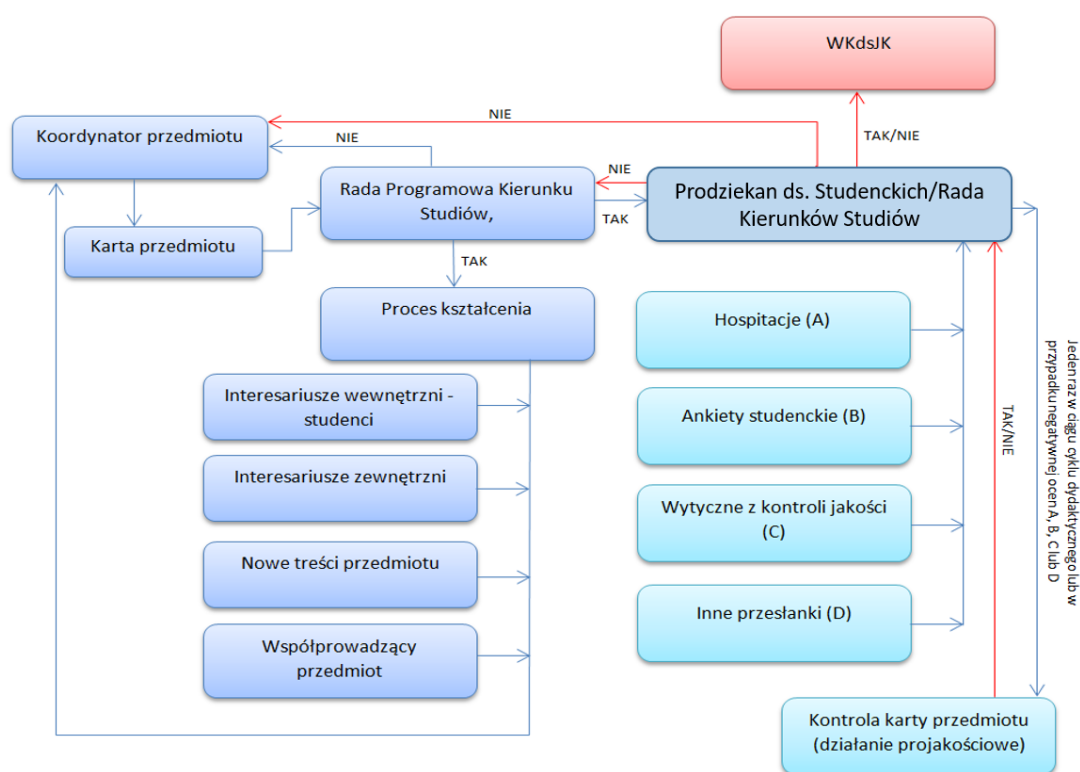 WKdsJK
NIE
Koordynator przedmiotu
NIE
TAK/NIE
NIE
Rada Programowa Kierunku
Studiów,
Prodziekan ds. Studenckich/Rada
Kierunków Studiów
TAK
Karta przedmiotu
TAK
Proces kształcenia
Hospitacje (A)
Interesariusze wewnętrzni -
studenci
Ankiety studenckie (B)
Interesariusze zewnętrzni
Wytyczne z kontroli jakości
(C)
Nowe treści przedmiotu
Inne przesłanki (D)
Współprowadzący
przedmiot
TAK/NIE
Jeden raz w ciągu cyklu dydaktycznego lub w
przypadku negatywnej ocen A, B, C lub D
Kontrola karty przedmiotu
(działanie projakościowe)